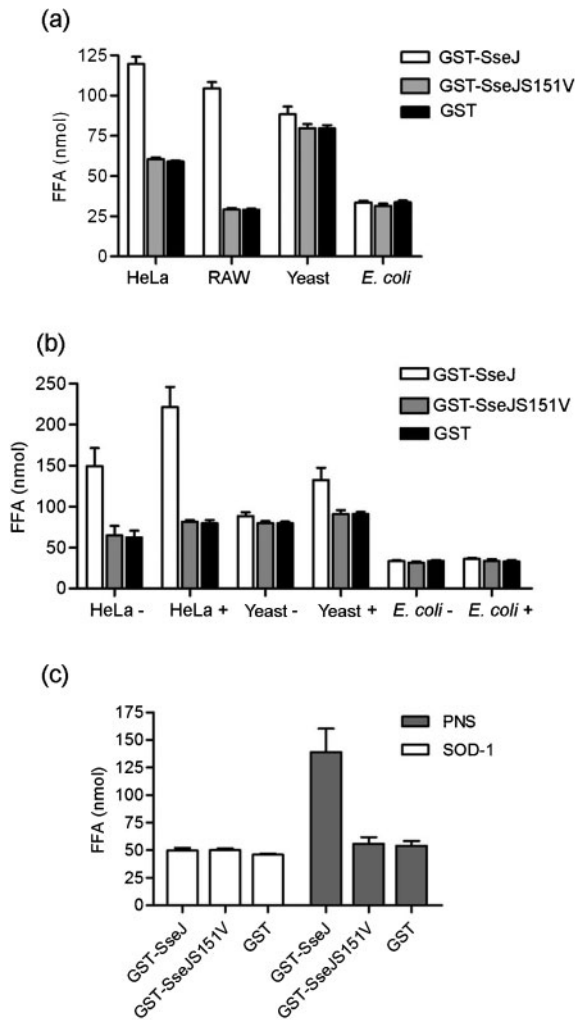 (a)
125
100
75
50
25
0
FFA (nmol)
HeLa RAW Yeast E. coli
GST-SseJ
GST-SseJS151V
GST
(b)
250
200
150
100
50
0
FFA (nmol)
HeLa - HeLa + Yeast - Yeast + E. coli - E. coli +
GST-SseJ
GST-SseJS151V
GST
(c)
175
150
125
100
75
50
25
0
FFA (nmol)
GST-SseJ
GST-SseJS151V
GST
GST-SseJ
GST-SseJS151V
GST
PNS
SOD-1